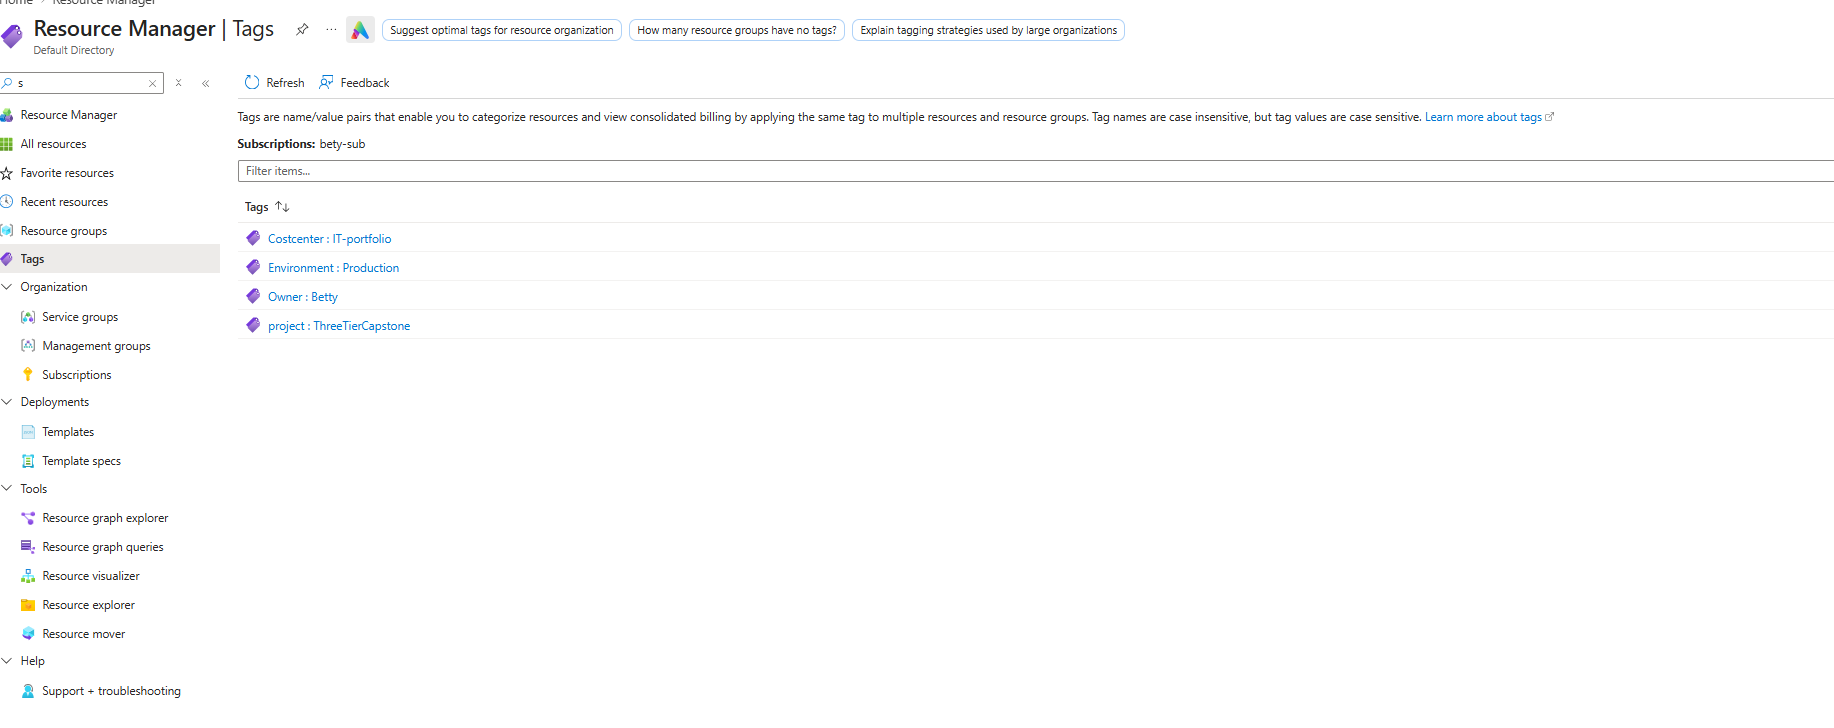 Home > Resource Manager
Resource Manager | Tags
Default Directory
Suggest optimal tags for resource organization
How many resource groups have no tags?
Explain tagging strategies used by large organizations
s
Refresh
Feedback
Tags are name/value pairs that enable you to categorize resources and view consolidated billing by applying the same tag to multiple resources and resource groups. Tag names are case insensitive, but tag values are case sensitive. Learn more about tags
Subscriptions: bety-sub
Filter items...
Tags
Costcenter : IT-portfolio
Environment : Production
Owner : Betty
project : ThreeTierCapstone
Resource Manager
All resources
Favorite resources
Recent resources
Resource groups
Tags
Organization
Service groups
Management groups
Subscriptions
Deployments
Templates
Template specs
Tools
Resource graph explorer
Resource graph queries
Resource visualizer
Resource explorer
Resource mover
Help
Support + troubleshooting